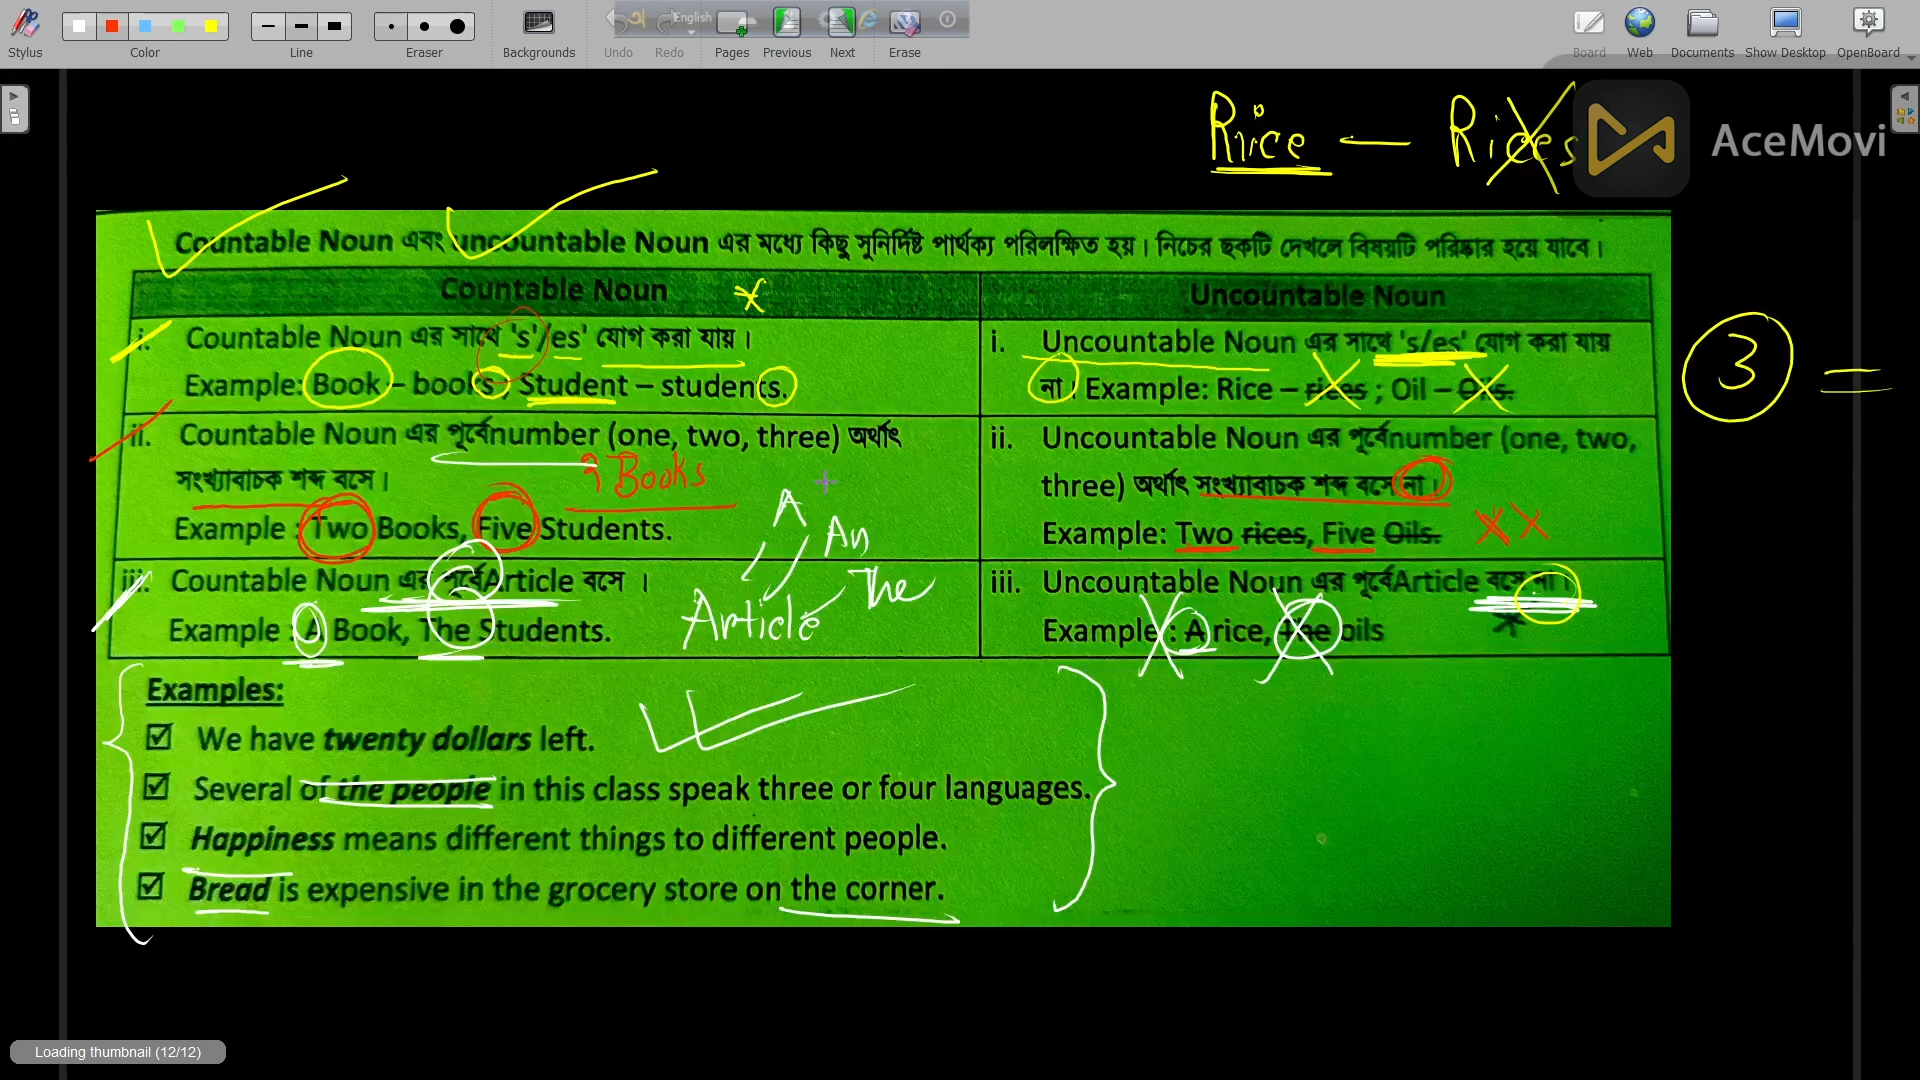 Stylus Color Line Eraser Backgrounds Undo Redo English Pages Previous Next Erase Board Web Documents Show Desktop OpenBoard
Rice — Rices
AceMovi
Countable Noun এবং uncountable Noun এর মধ্যে কিছু সুনির্দিষ্ট পার্থক্য পরিলক্ষিত হয়। নিচের ছকটি দেখলে বিষয়টি পরিষ্কার হয়ে যাবে।
Countable Noun
Uncountable Noun
i. Countable Noun এর সাথে 's'/es' যোগ করা যায়।
Example: Book – books, Student – students.
i. Uncountable Noun এর সাথে 's/es' যোগ করা যায়
না। Example: Rice – rices ; Oil – Oils.
3 =
ii. Countable Noun এর পূর্বেnumber (one, two, three) অর্থাৎ
সংখ্যাবাচক শব্দ বসে।
Books
Example : Two Books, Five Students.
ii. Uncountable Noun এর পূর্বেnumber (one, two,
three) অর্থাৎ সংখ্যাবাচক শব্দ বসে না।
Example: Two rices, Five Oils.
A
An
The
Article
iii. Countable Noun এর পূর্বেArticle বসে ।
Example : A Book, The Students.
iii. Uncountable Noun এর পূর্বেArticle বসে না।
Example : A rice, The oils
Examples:
We have twenty dollars left.
Several of the people in this class speak three or four languages.
Happiness means different things to different people.
Bread is expensive in the grocery store on the corner.
Loading thumbnail (12/12)